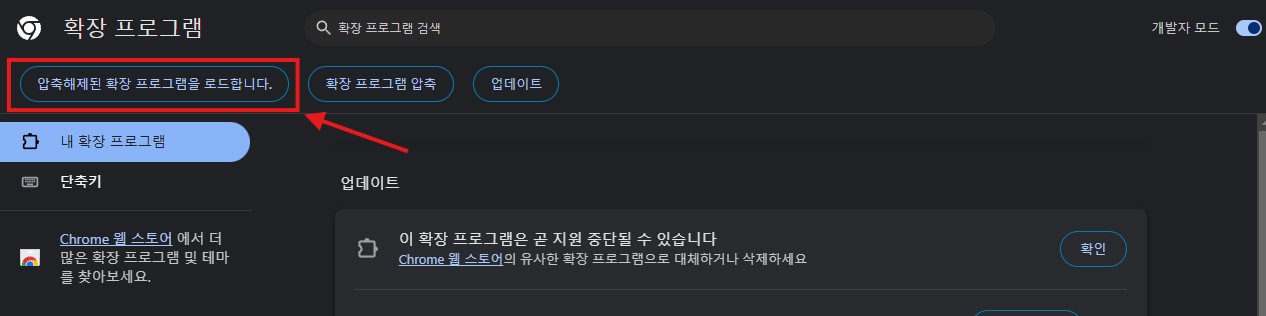 확장 프로그램
확장 프로그램 검색
개발자 모드
압축해제된 확장 프로그램을 로드합니다.
확장 프로그램 압축
업데이트
내 확장 프로그램
단축키
Chrome 웹 스토어 에서 더
많은 확장 프로그램 및 테마
를 찾아보세요.
업데이트
이 확장 프로그램은 곧 지원 중단될 수 있습니다
Chrome 웹 스토어의 유사한 확장 프로그램으로 대체하거나 삭제하세요
확인